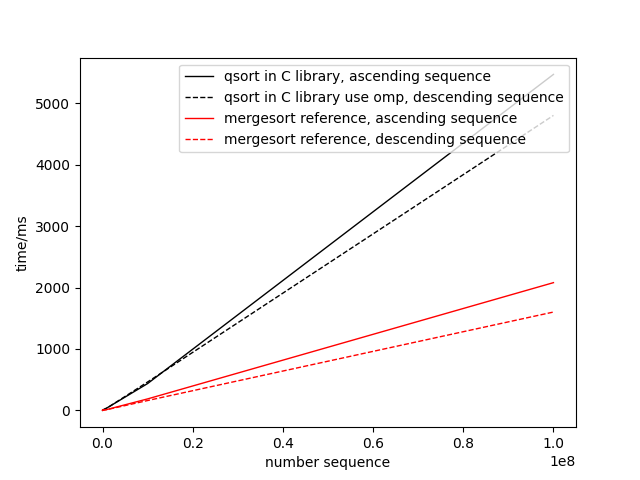 qsort in C library, ascending sequence
qsort in C library use omp, descending sequence
mergesort reference, ascending sequence
mergesort reference, descending sequence
5000
4000
3000
2000
1000
0
time/ms
0.0 0.2 0.4 0.6 0.8 1.0
1e8
number sequence